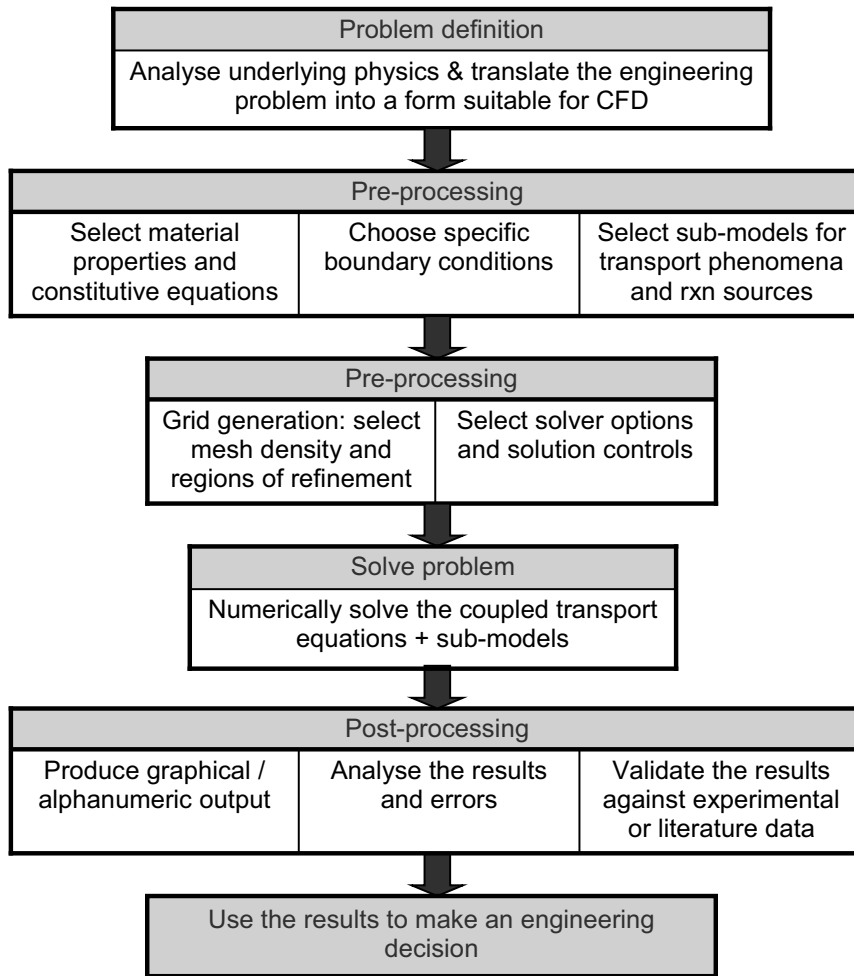 Problem definition
Analyse underlying physics & translate the engineering
problem into a form suitable for CFD
Pre-processing
Select material
properties and
constitutive equations
Choose specific
boundary conditions
Select sub-models for
transport phenomena
and rxn sources
Pre-processing
Grid generation: select
mesh density and
regions of refinement
Select solver options
and solution controls
Solve problem
Numerically solve the coupled transport
equations + sub-models
Post-processing
Produce graphical /
alphanumeric output
Analyse the results
and errors
Validate the results
against experimental
or literature data
Use the results to make an engineering
decision